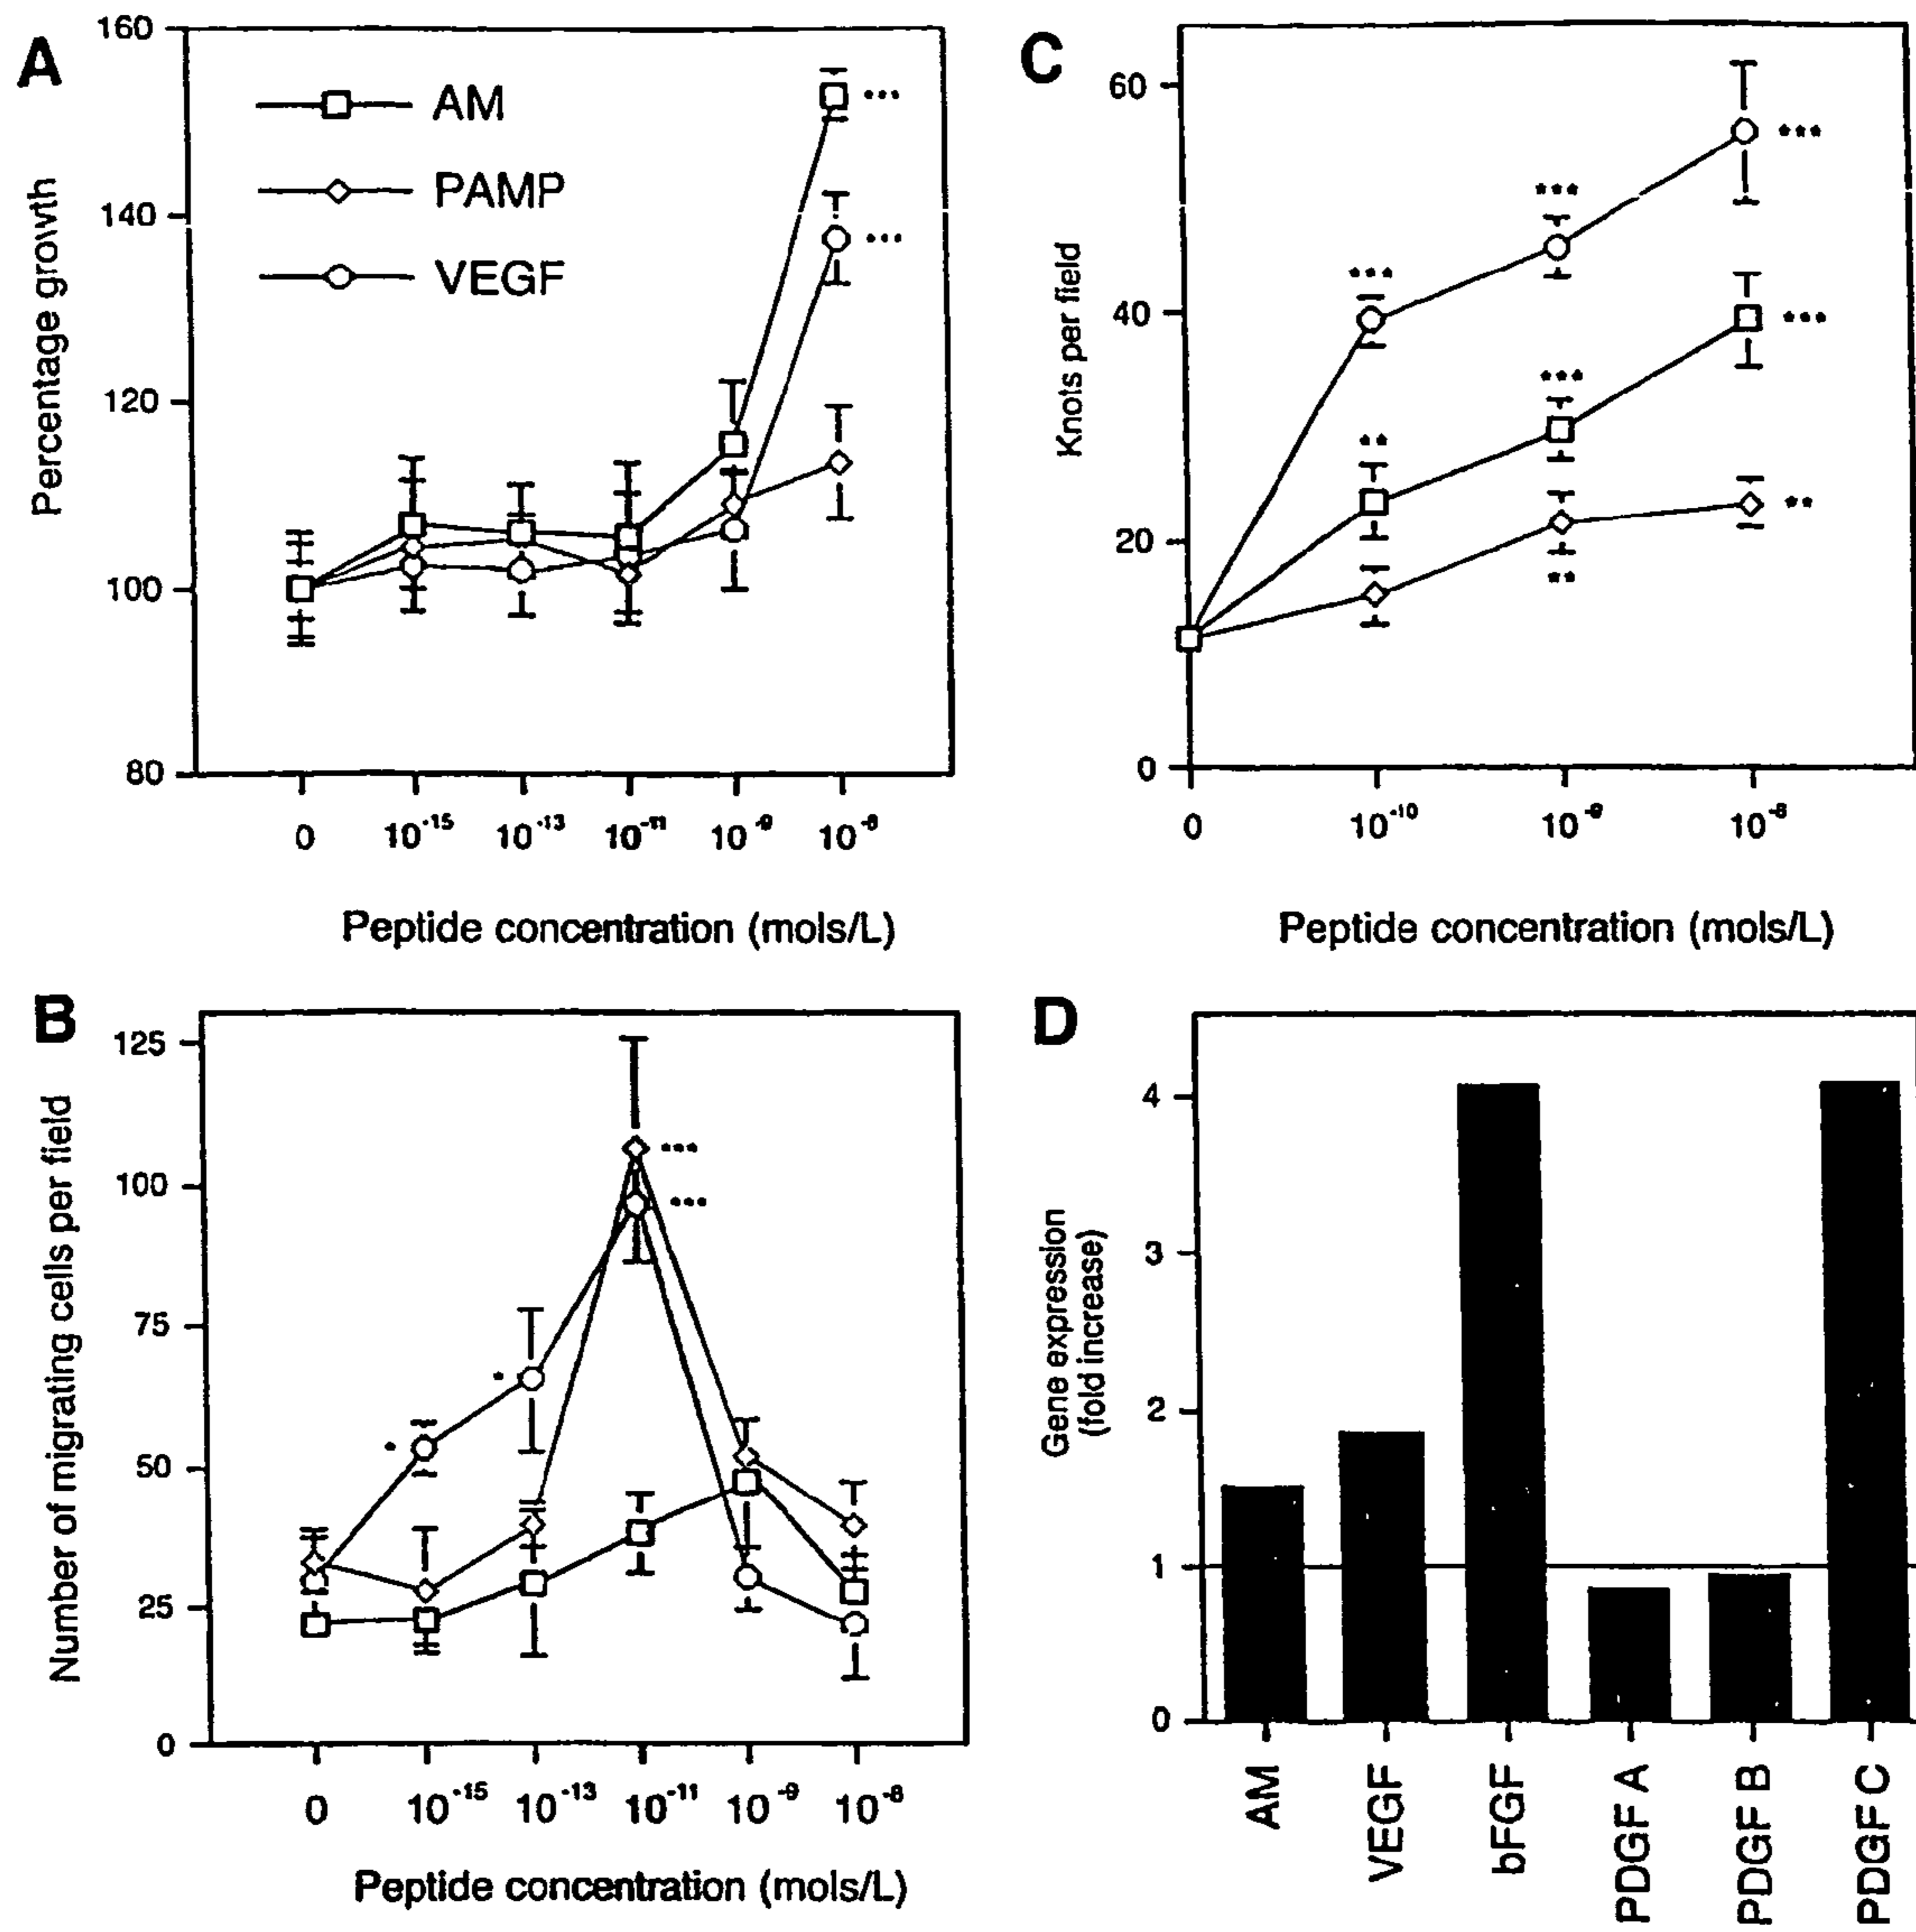 A
160
140
120
100
80
Percentage growth
AM
PAMP
VEGF
***
***
0 10⁻¹⁵ 10⁻¹³ 10⁻¹¹ 10⁻⁹ 10⁻⁸
Peptide concentration (mols/L)
C
60
40
20
0
Knots per field
*** *** ***
** *** ***
** **
0 10⁻¹⁰ 10⁻⁹ 10⁻⁸
Peptide concentration (mols/L)
B
125
100
75
50
25
0
Number of migrating cells per field
***
***
* *
0 10⁻¹⁵ 10⁻¹³ 10⁻¹¹ 10⁻⁹ 10⁻⁸
Peptide concentration (mols/L)
D
4
3
2
1
0
Gene expression
(fold increase)
AM
VEGF
bFGF
PDGF A
PDGF B
PDGF C